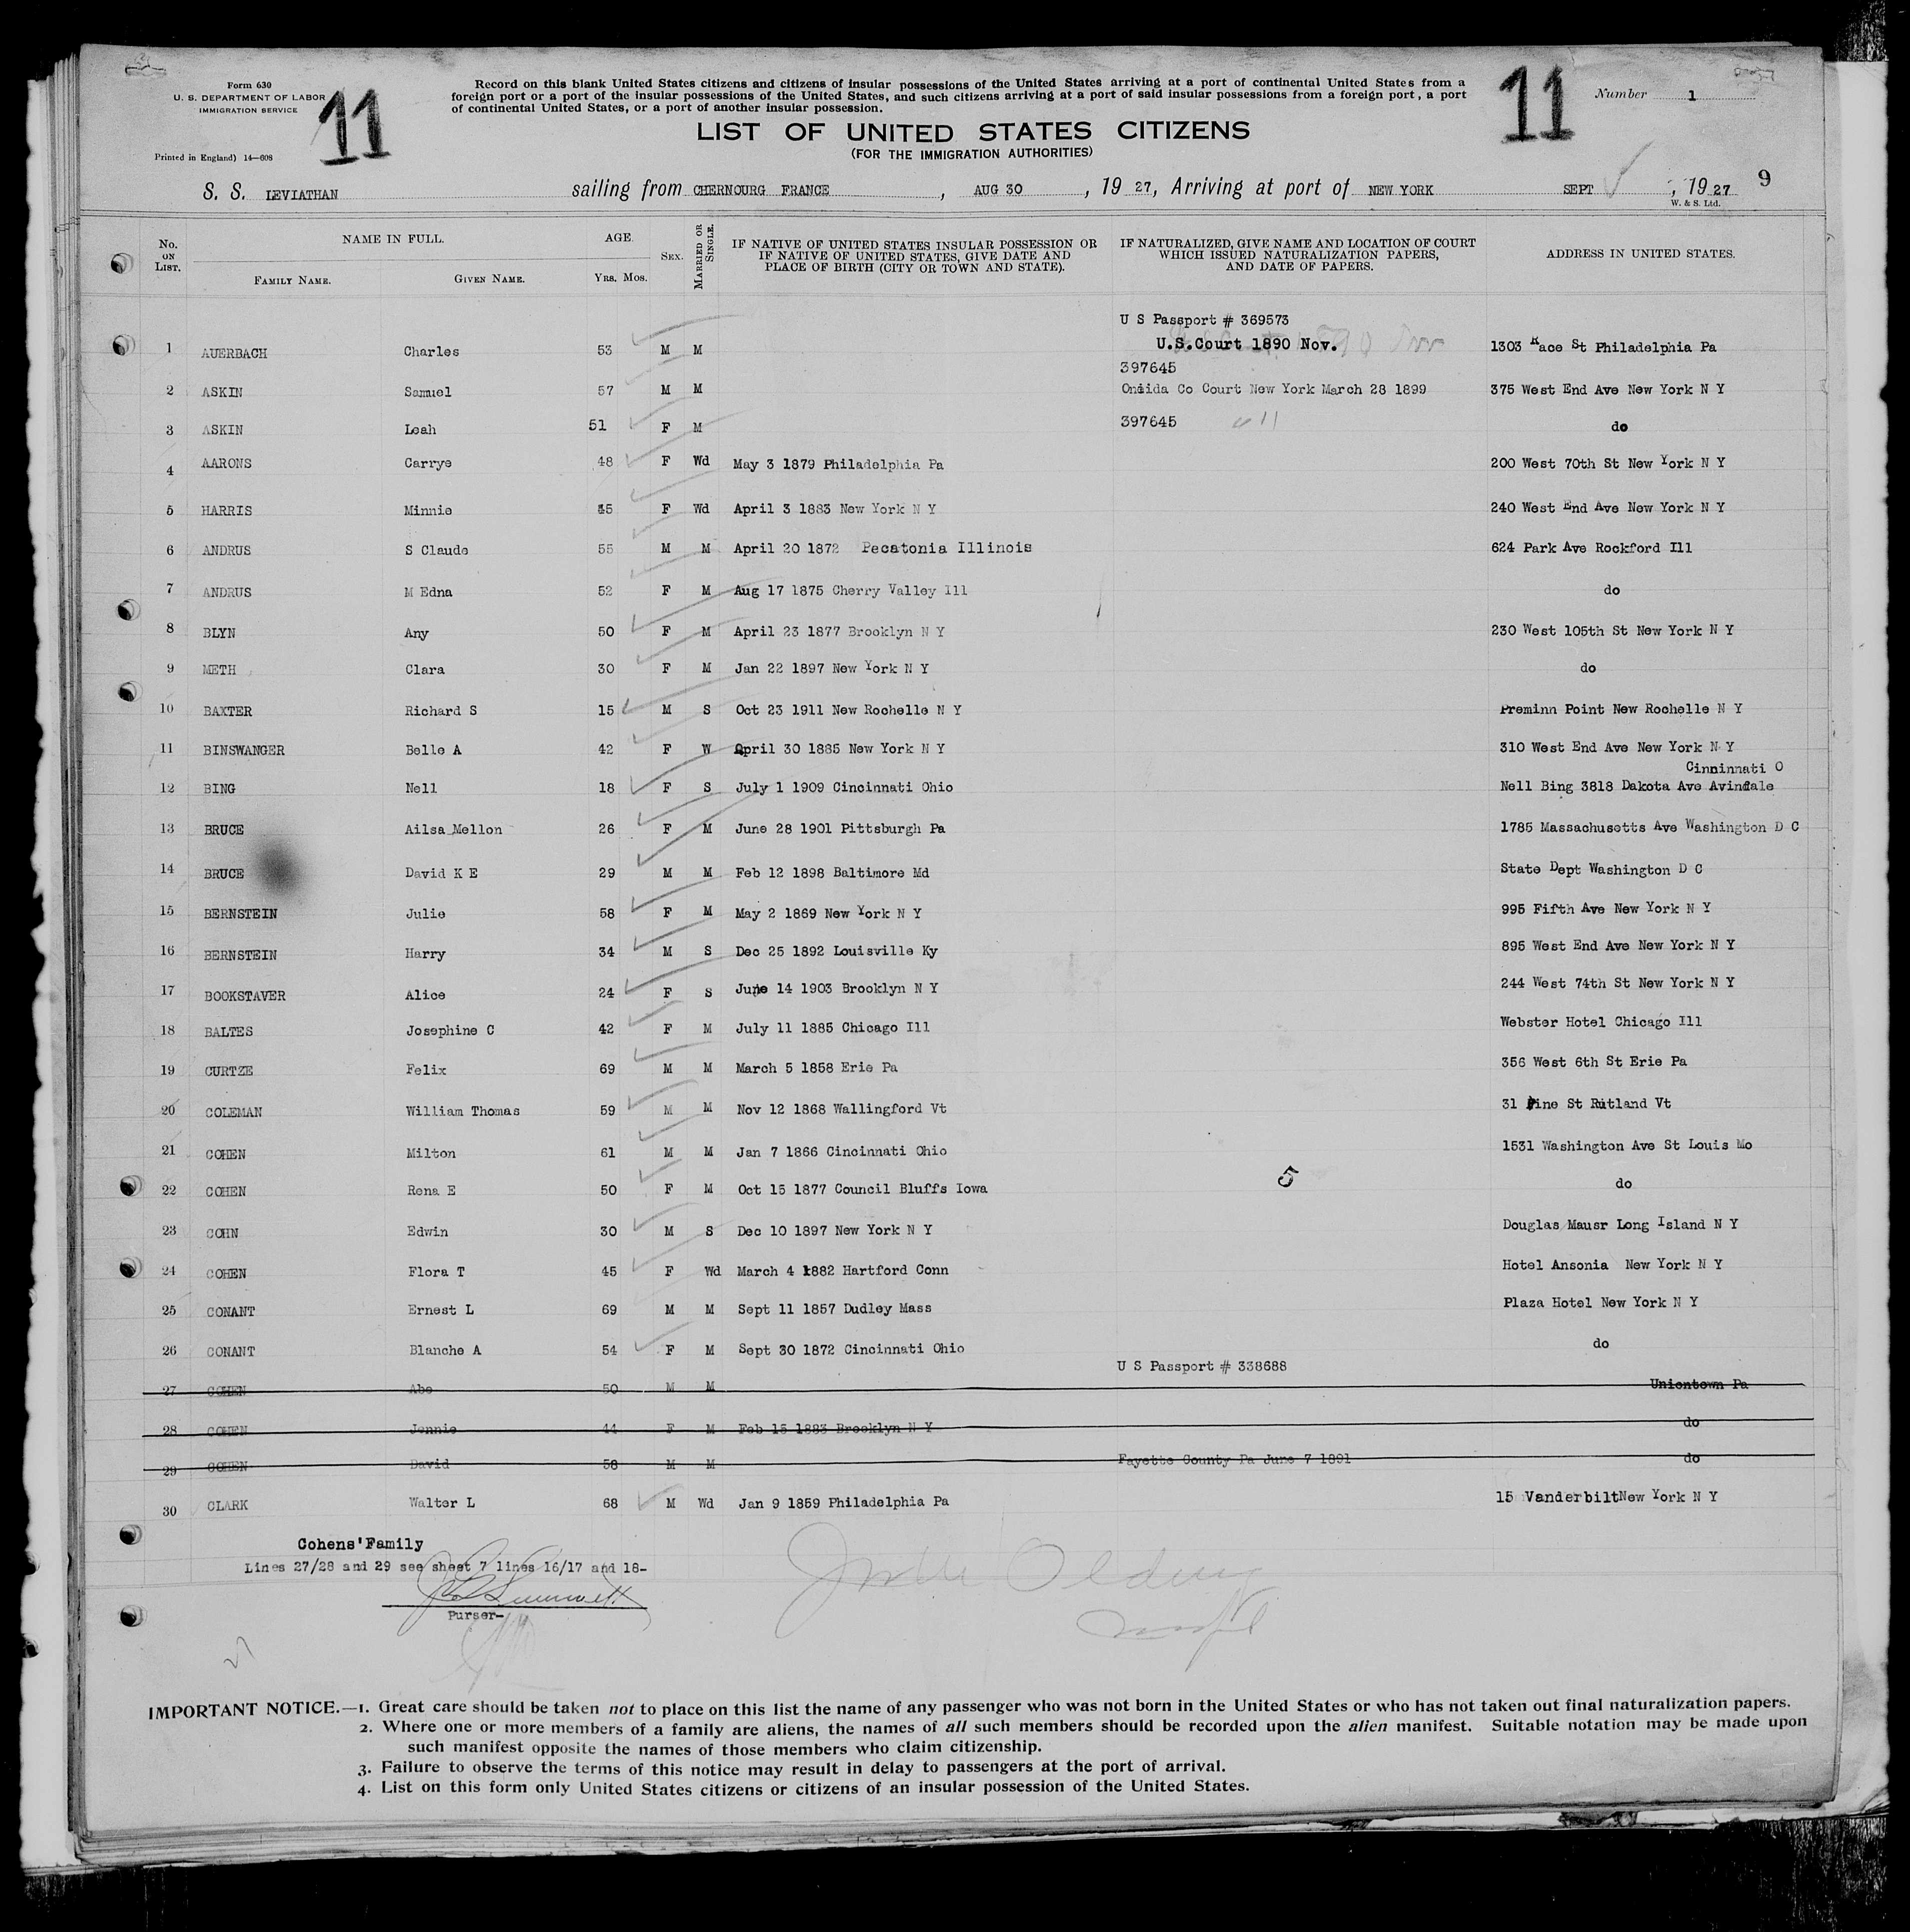 Form 630
U. S. DEPARTMENT OF LABOR
IMMIGRATION SERVICE
Printed in England) 14—608
11
Record on this blank United States citizens and citizens of insular possessions of the United States arriving at a port of continental United States from a
foreign port or a port of the insular possessions of the United States, and such citizens arriving at a port of said insular possessions from a foreign port, a port
of continental United States, or a port of another insular possession.
11
Number 1
LIST OF UNITED STATES CITIZENS
(FOR THE IMMIGRATION AUTHORITIES)
S. S. LEVIATHAN sailing from CHERNOURG FRANCE , AUG 30 , 19 27, Arriving at port of NEW YORK SEPT , 19 27 9
W. & S. Ltd.
No. ON LIST. NAME IN FULL. FAMILY NAME. GIVEN NAME. AGE. YRS. MOS. SEX. MARRIED OR SINGLE. IF NATIVE OF UNITED STATES INSULAR POSSESSION OR IF NATIVE OF UNITED STATES, GIVE DATE AND PLACE OF BIRTH (CITY OR TOWN AND STATE). IF NATURALIZED, GIVE NAME AND LOCATION OF COURT WHICH ISSUED NATURALIZATION PAPERS, AND DATE OF PAPERS. ADDRESS IN UNITED STATES.
U S Passport # 369573
1 AUERBACH Charles 53 M M U.S.Court 1890 Nov. 1303 Race St Philadelphia Pa
397645
2 ASKIN Samuel 57 M M Oneida Co Court New York March 28 1899 375 West End Ave New York N Y
3 ASKIN Leah 51 F M 397645 do
4 AARONS Carrye 48 F Wd May 3 1879 Philadelphia Pa 200 West 70th St New York N Y
5 HARRIS Minnie 45 F Wd April 3 1883 New York N Y 240 West End Ave New York N Y
6 ANDRUS S Claude 55 M M April 20 1872 Pecatonia Illinois 624 Park Ave Rockford Ill
7 ANDRUS M Edna 52 F M Aug 17 1875 Cherry Valley Ill do
8 BLYN Any 50 F M April 23 1877 Brooklyn N Y 230 West 105th St New York N Y
9 METH Clara 30 F M Jan 22 1897 New York N Y do
10 BAXTER Richard S 15 M S Oct 23 1911 New Rochelle N Y Preminn Point New Rochelle N Y
11 BINSWANGER Belle A 42 F W April 30 1885 New York N Y 310 West End Ave New York N Y
Cinninnati O
12 BING Nell 18 F S July 1 1909 Cincinnati Ohio Nell Bing 3818 Dakota Ave Avindale
13 BRUCE Ailsa Mellon 26 F M June 28 1901 Pittsburgh Pa 1785 Massachusetts Ave Washington D C
14 BRUCE David K E 29 M M Feb 12 1898 Baltimore Md State Dept Washington D C
15 BERNSTEIN Julie 58 F M May 2 1869 New York N Y 995 Fifth Ave New York N Y
16 BERNSTEIN Harry 34 M S Dec 25 1892 Louisville Ky 895 West End Ave New York N Y
17 BOOKSTAVER Alice 24 F S June 14 1903 Brooklyn N Y 244 West 74th St New York N Y
18 BALTES Josephine C 42 F M July 11 1885 Chicago Ill Webster Hotel Chicago Ill
19 CURTZE Felix 69 M M March 5 1858 Erie Pa 356 West 6th St Erie Pa
20 COLEMAN William Thomas 59 M M Nov 12 1868 Wallingford Vt 31 Pine St Rutland Vt
21 COHEN Milton 61 M M Jan 7 1866 Cincinnati Ohio 1531 Washington Ave St Louis Mo
22 COHEN Rena E 50 F M Oct 15 1877 Council Bluffs Iowa 5 do
23 COHN Edwin 30 M S Dec 10 1897 New York N Y Douglas Mausr Long Island N Y
24 COHEN Flora T 45 F Wd March 4 1882 Hartford Conn Hotel Ansonia New York N Y
25 CONANT Ernest L 69 M M Sept 11 1857 Dudley Mass Plaza Hotel New York N Y
26 CONANT Blanche A 54 F M Sept 30 1872 Cincinnati Ohio do
U S Passport # 338688
27 COHEN Abe 50 M M Uniontown Pa
28 COHEN Jennie 44 F M Feb 15 1883 Brooklyn N Y do
29 COHEN David 58 M M Fayette County Pa June 7 1891 do
30 CLARK Walter L 68 M Wd Jan 9 1859 Philadelphia Pa 15 Vanderbilt New York N Y
Cohens' Family
Lines 27/28 and 29 see sheet 7 lines 16/17 and 18-
Purser-
IMPORTANT NOTICE.—1. Great care should be taken not to place on this list the name of any passenger who was not born in the United States or who has not taken out final naturalization papers.
2. Where one or more members of a family are aliens, the names of all such members should be recorded upon the alien manifest. Suitable notation may be made upon
such manifest opposite the names of those members who claim citizenship.
3. Failure to observe the terms of this notice may result in delay to passengers at the port of arrival.
4. List on this form only United States citizens or citizens of an insular possession of the United States.